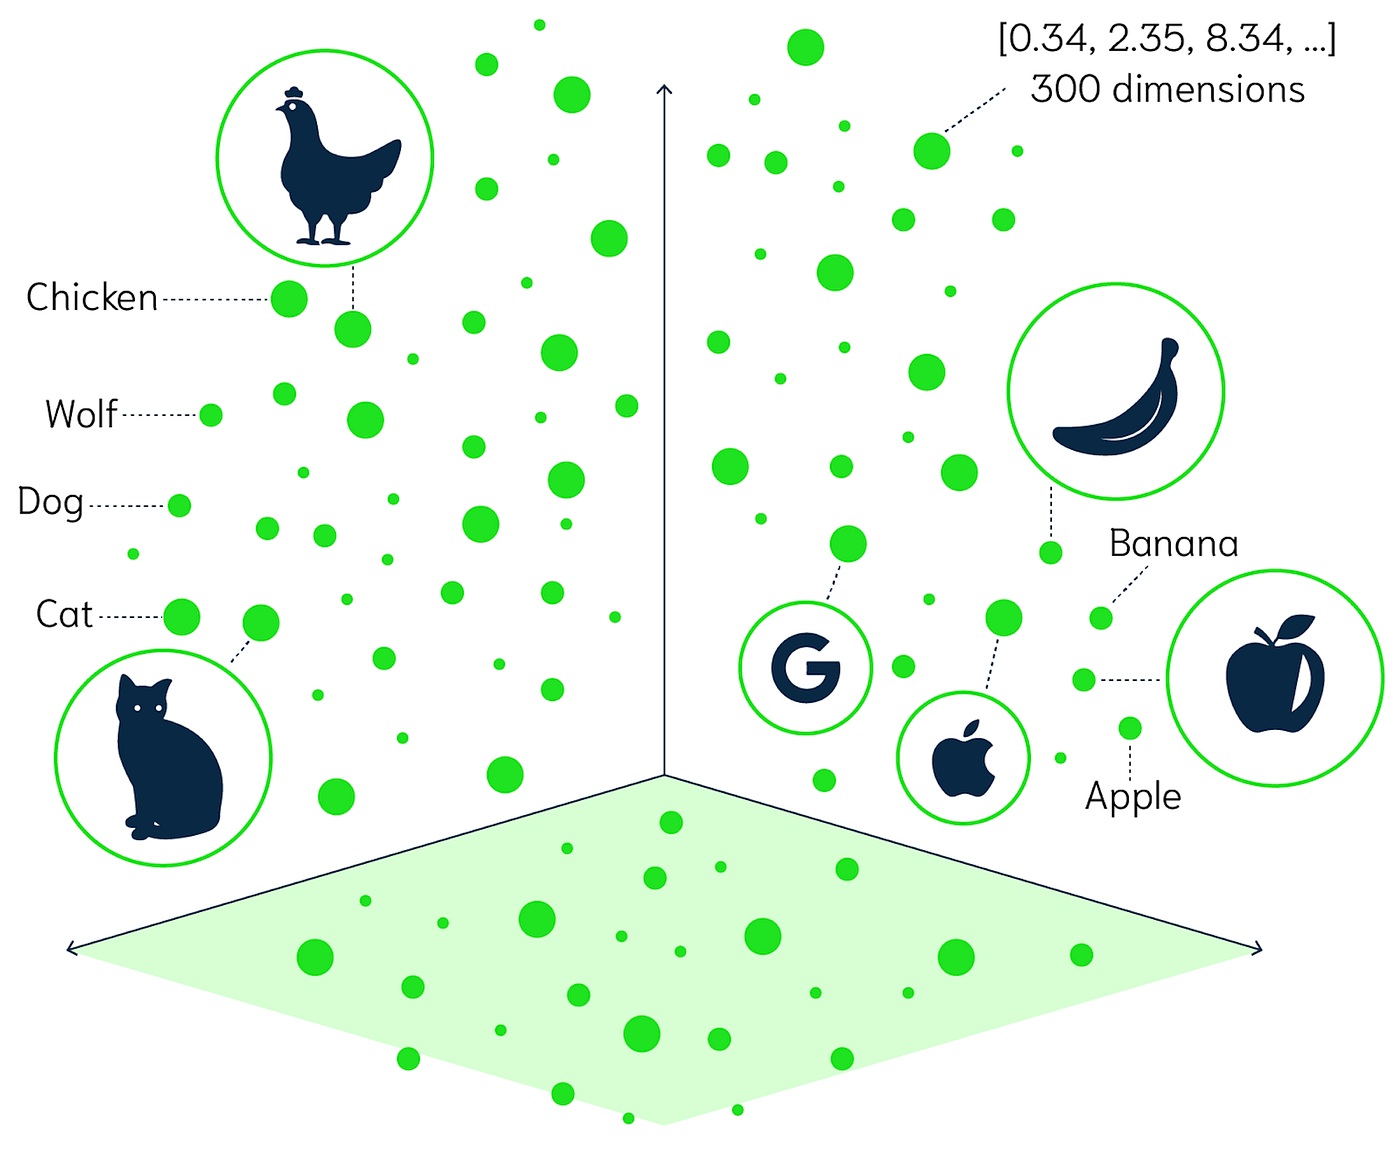 [0.34, 2.35, 8.34, ...]
300 dimensions
Chicken
Wolf
Dog
Cat
Banana
G
Apple